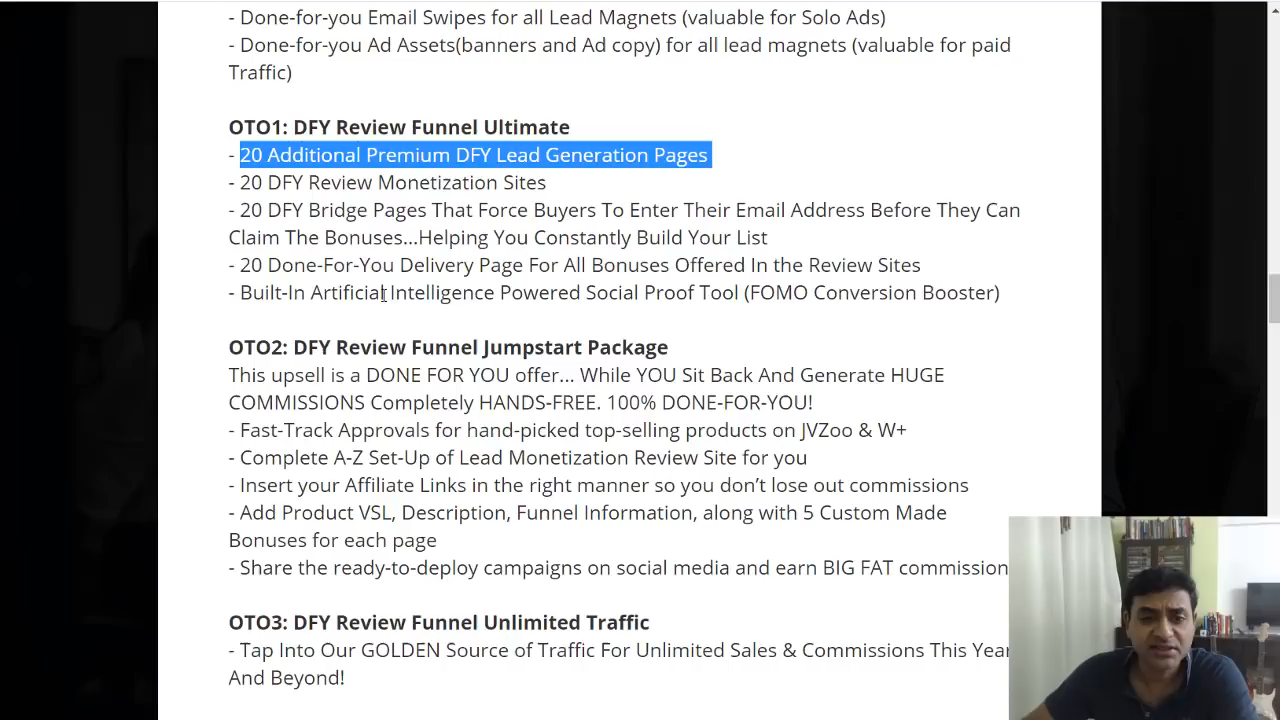 - Done-for-you Email Swipes for all Lead Magnets (valuable for Solo Ads)
- Done-for-you Ad Assets(banners and Ad copy) for all lead magnets (valuable for paid
Traffic)
OTO1: DFY Review Funnel Ultimate
- 20 Additional Premium DFY Lead Generation Pages
- 20 DFY Review Monetization Sites
- 20 DFY Bridge Pages That Force Buyers To Enter Their Email Address Before They Can
Claim The Bonuses...Helping You Constantly Build Your List
- 20 Done-For-You Delivery Page For All Bonuses Offered In the Review Sites
- Built-In Artificial Intelligence Powered Social Proof Tool (FOMO Conversion Booster)
OTO2: DFY Review Funnel Jumpstart Package
This upsell is a DONE FOR YOU offer... While YOU Sit Back And Generate HUGE
COMMISSIONS Completely HANDS-FREE. 100% DONE-FOR-YOU!
- Fast-Track Approvals for hand-picked top-selling products on JVZoo & W+
- Complete A-Z Set-Up of Lead Monetization Review Site for you
- Insert your Affiliate Links in the right manner so you don’t lose out commissions
- Add Product VSL, Description, Funnel Information, along with 5 Custom Made
Bonuses for each page
- Share the ready-to-deploy campaigns on social media and earn BIG FAT commission
OTO3: DFY Review Funnel Unlimited Traffic
- Tap Into Our GOLDEN Source of Traffic For Unlimited Sales & Commissions This Year
And Beyond!